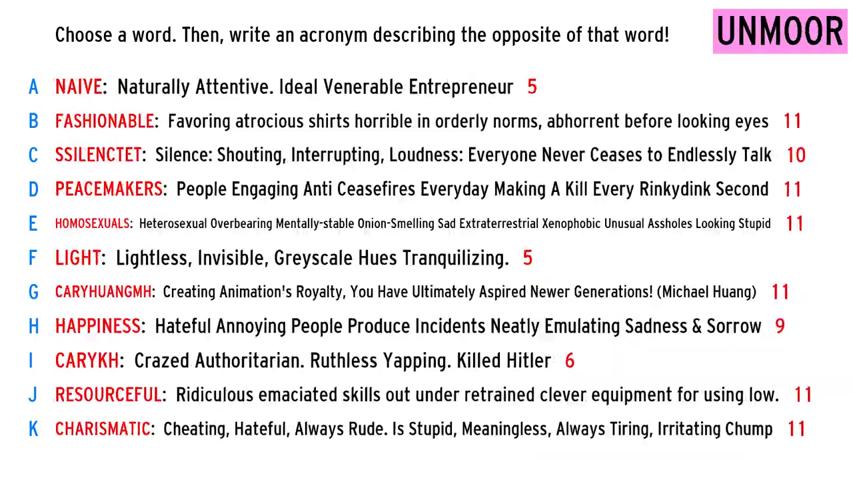 Choose a word. Then, write an acronym describing the opposite of that word!
UNMOOR
A NAIVE: Naturally Attentive. Ideal Venerable Entrepreneur 5
B FASHIONABLE: Favoring atrocious shirts horrible in orderly norms, abhorrent before looking eyes 11
C SSILENCTET: Silence: Shouting, Interrupting, Loudness: Everyone Never Ceases to Endlessly Talk 10
D PEACEMAKERS: People Engaging Anti Ceasefires Everyday Making A Kill Every Rinkydink Second 11
E HOMOSEXUALS: Heterosexual Overbearing Mentally-stable Onion-Smelling Sad Extraterrestrial Xenophobic Unusual Assholes Looking Stupid 11
F LIGHT: Lightless, Invisible, Greyscale Hues Tranquilizing. 5
G CARYHUANGMH: Creating Animation's Royalty, You Have Ultimately Aspired Newer Generations! (Michael Huang) 11
H HAPPINESS: Hateful Annoying People Produce Incidents Neatly Emulating Sadness & Sorrow 9
I CARYKH: Crazed Authoritarian. Ruthless Yapping. Killed Hitler 6
J RESOURCEFUL: Ridiculous emaciated skills out under retrained clever equipment for using low. 11
K CHARISMATIC: Cheating, Hateful, Always Rude. Is Stupid, Meaningless, Always Tiring, Irritating Chump 11